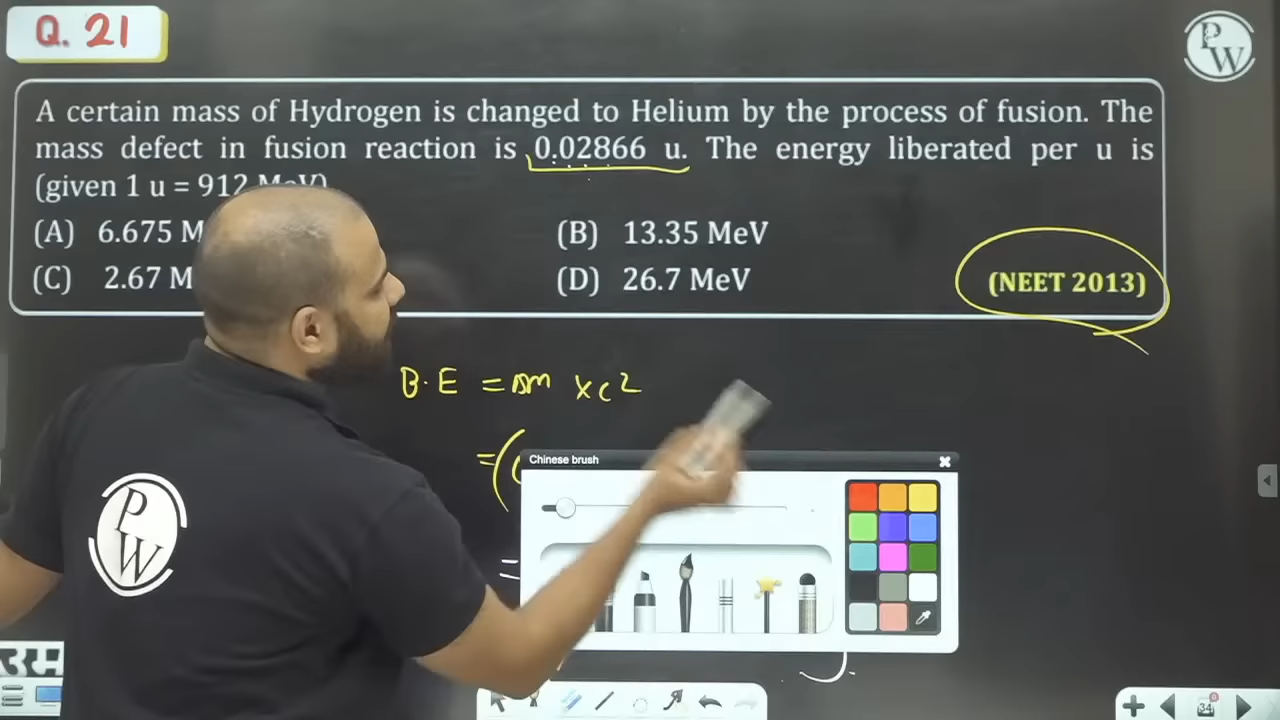 Q. 21
P
W
A certain mass of Hydrogen is changed to Helium by the process of fusion. The
mass defect in fusion reaction is 0.02866 u. The energy liberated per u is
(given 1 u = 912 MeV)
(A) 6.675 M
(B) 13.35 MeV
(C) 2.67 M
(D) 26.7 MeV
(NEET 2013)
B.E = Δm × c2
=(
Chinese brush
=
P
W
34